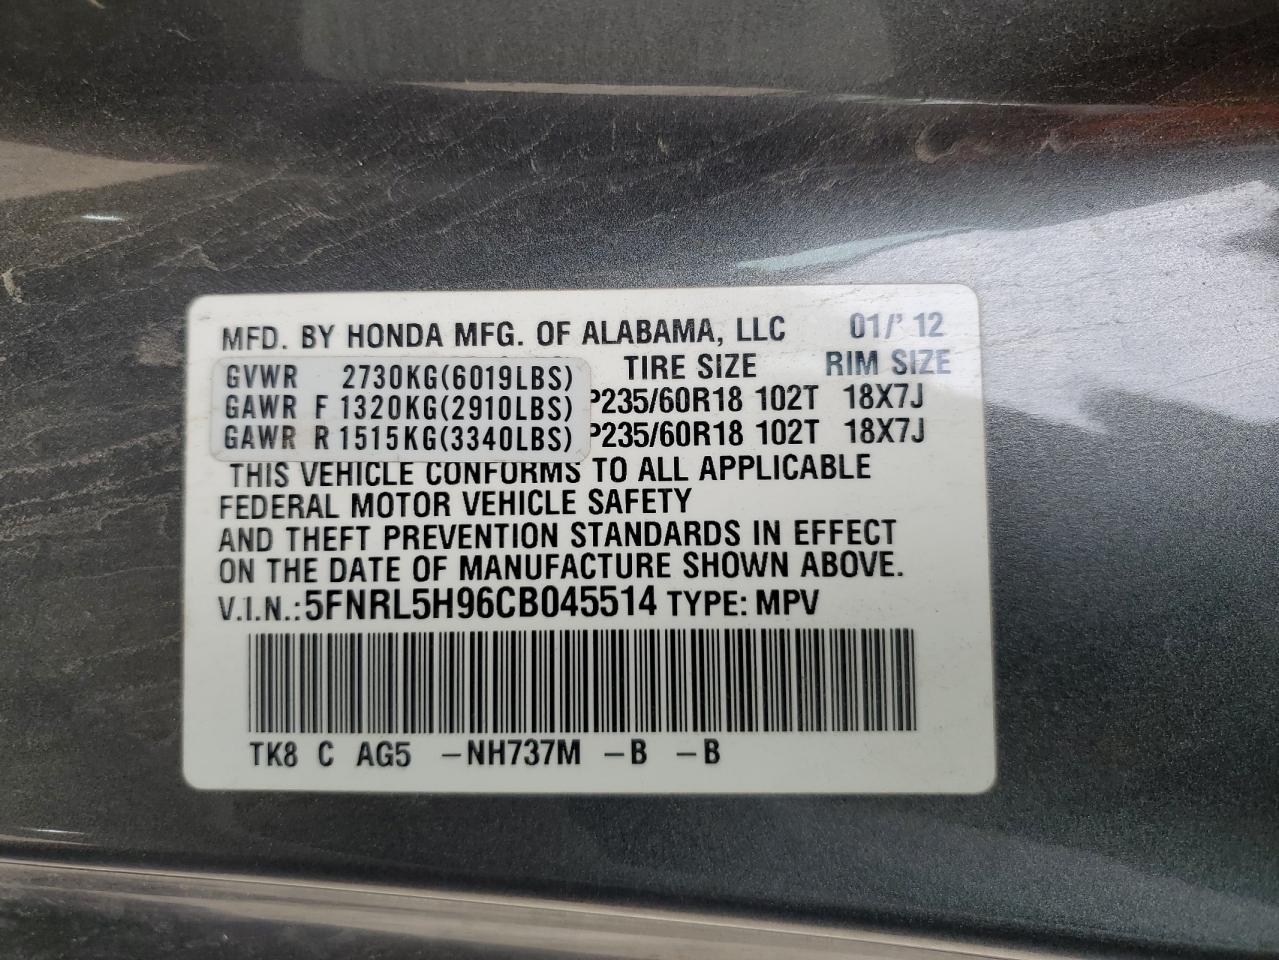 MFD. BY HONDA MFG. OF ALABAMA, LLC 01/' 12
TIRE SIZE RIM SIZE
GVWR 2730KG(6019LBS)
GAWR F 1320KG(2910LBS) P235/60R18 102T 18X7J
GAWR R 1515KG(3340LBS) P235/60R18 102T 18X7J
THIS VEHICLE CONFORMS TO ALL APPLICABLE
FEDERAL MOTOR VEHICLE SAFETY
AND THEFT PREVENTION STANDARDS IN EFFECT
ON THE DATE OF MANUFACTURE SHOWN ABOVE.
V.I.N.: 5FNRL5H96CB045514 TYPE: MPV
TK8 C AG5 –NH737M –B –B